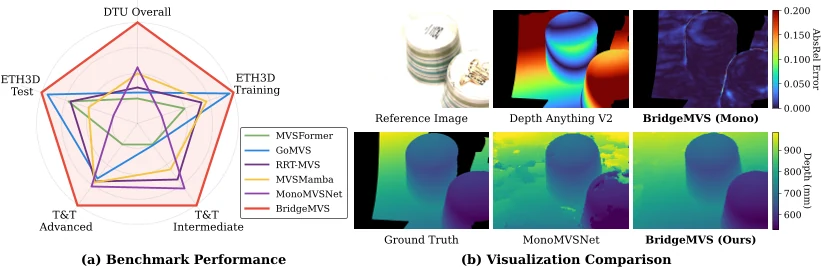 DTU Overall
ETH3D
Test
ETH3D
Training
T&T
Advanced
T&T
Intermediate
MVSFormer
GoMVS
RRT-MVS
MVSMamba
MonoMVSNet
BridgeMVS
(a) Benchmark Performance
Reference Image
Depth Anything V2
BridgeMVS (Mono)
0.200
0.150
0.100
0.050
0.000
AbsRel Error
Ground Truth
MonoMVSNet
BridgeMVS (Ours)
900
800
700
600
Depth (mm)
(b) Visualization Comparison